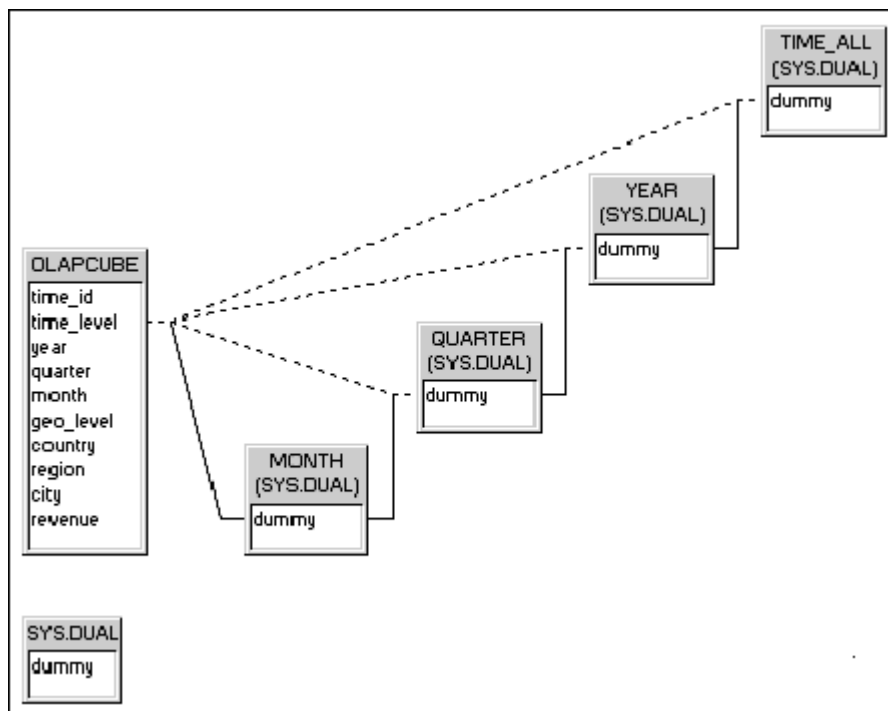 TIME_ALL
(SYS.DUAL)
dummy
YEAR
(SYS.DUAL)
dummy
OLAPCUBE
time_id
time_level
year
quarter
month
geo_level
country
region
city
revenue
QUARTER
(SYS.DUAL)
dummy
MONTH
(SYS.DUAL)
dummy
SYS.DUAL
dummy